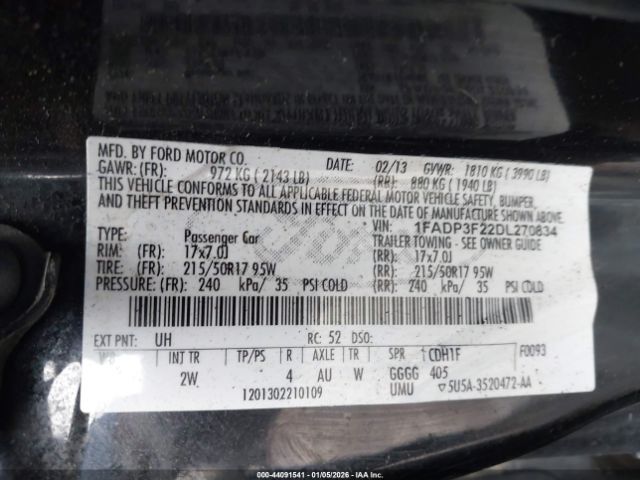 MFD. BY FORD MOTOR CO.
DATE: 02/13 GVWR: 1810 KG ( 3990 LB)
GAWR: (FR): 972 KG ( 2143 LB) (RR): 880 KG ( 1940 LB)
THIS VEHICLE CONFORMS TO ALL APPLICABLE FEDERAL MOTOR VEHICLE SAFETY, BUMPER,
AND THEFT PREVENTION STANDARDS IN EFFECT ON THE DATE OF MANUFACTURE SHOWN ABOVE.
VIN: 1FADP3F22DL270834
TYPE: Passenger Car TRAILER TOWING - SEE OWNER GUIDE
RIM: (FR): 17x7.0J (RR): 17x7.0J
TIRE: (FR): 215/50R17 95W (RR): 215/50R17 95W
PRESSURE: (FR): 240 kPa/ 35 PSI COLD (RR): 240 kPa/ 35 PSI COLD
EXT PNT: UH RC: 52 DSO: F0093
WB INT TR TP/PS R AXLE TR SPR CDH1F
2W 4 AU W GGGG 405
1201302210109 UMU ▽5U5A-3520472-AA
000-44091541 - 01/05/2026 - IAAI.com